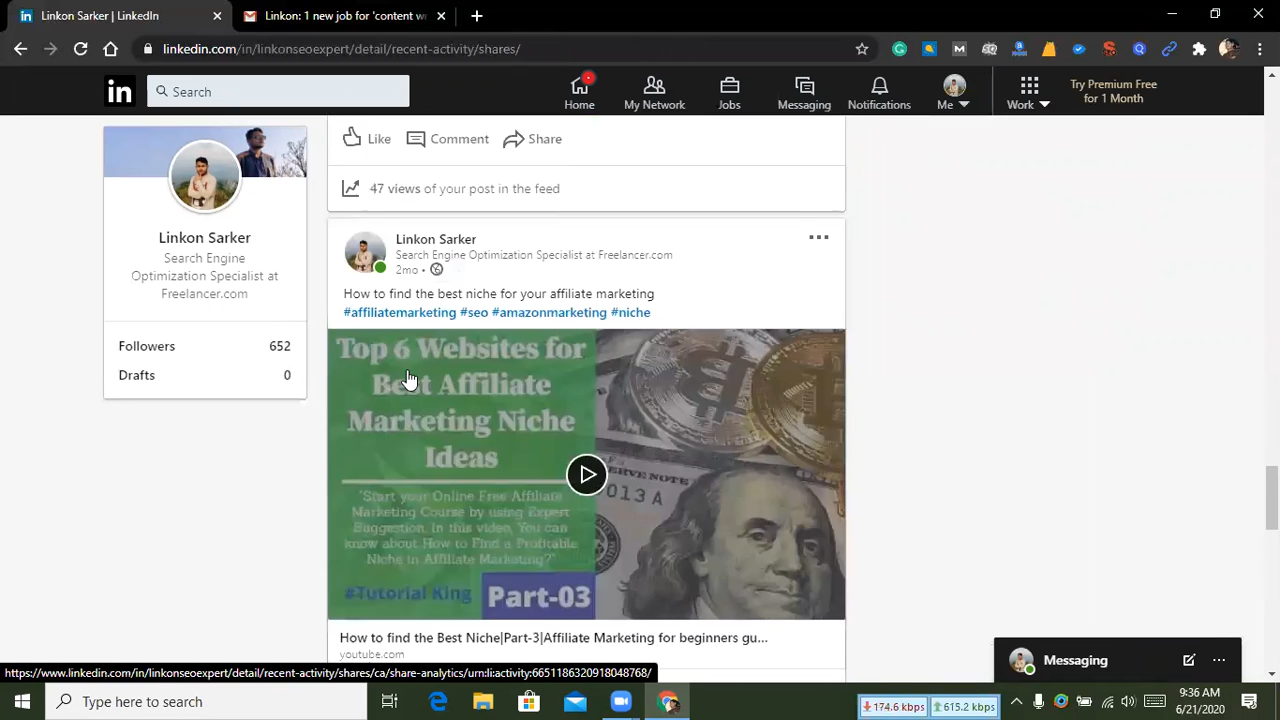 Linkon Sarker | LinkedIn
Linkon: 1 new job for 'content w
linkedin.com/in/linkonseoexpert/detail/recent-activity/shares/
in
Search
Home
My Network
Jobs
Messaging
Notifications
Me
Work
Try Premium Free
for 1 Month
Like
Comment
Share
47 views of your post in the feed
Linkon Sarker
Search Engine
Optimization Specialist at
Freelancer.com
Followers
652
Drafts
0
Linkon Sarker
Search Engine Optimization Specialist at Freelancer.com
2mo •
How to find the best niche for your affiliate marketing
#affiliatemarketing #seo #amazonmarketing #niche
Top 6 Websites for
Best Affiliate
Marketing Niche
Ideas
"Start your Online Free Affiliate
Marketing Course by using Expert
Suggestion. In this video, You can
know about How to Find a Profitable
Niche in Affiliate Marketing?"
#Tutorial King
Part-03
2013 A
How to find the Best Niche|Part-3|Affiliate Marketing for beginners gu...
youtube.com
https://www.linkedin.com/in/linkonseoexpert/detail/recent-activity/shares/ca/share-analytics/urn:li:activity:6651186320918048768/
Messaging
Type here to search
174.6 kbps
615.2 kbps
9:36 AM
6/21/2020